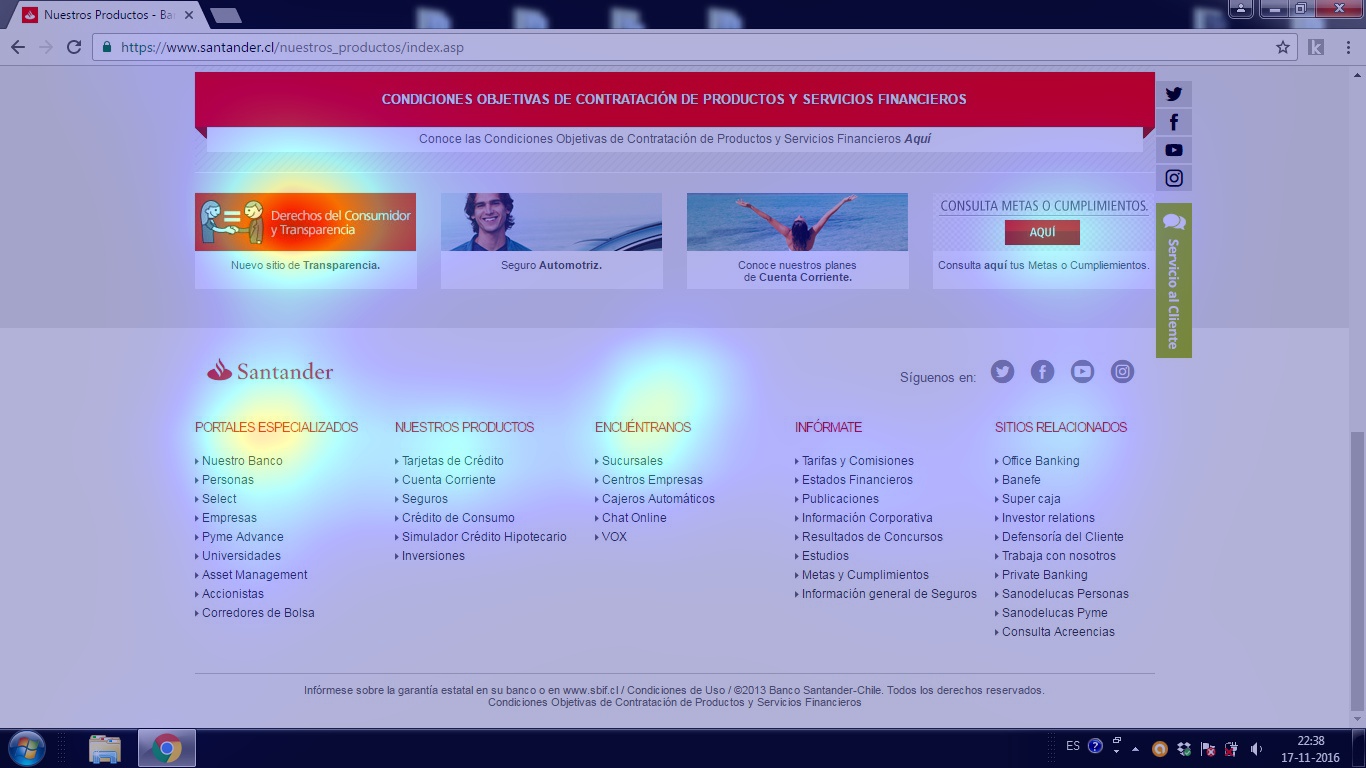 Nuestros Productos - Ba
https://www.santander.cl/nuestros_productos/index.asp
CONDICIONES OBJETIVAS DE CONTRATACIÓN DE PRODUCTOS Y SERVICIOS FINANCIEROS
Conoce las Condiciones Objetivas de Contratación de Productos y Servicios Financieros Aquí
Derechos del Consumidor
y Transparencia
Nuevo sitio de Transparencia.
Seguro Automotriz.
Conoce nuestros planes
de Cuenta Corriente.
CONSULTA METAS O CUMPLIMIENTOS.
AQUÍ
Consulta aquí tus Metas o Cumpliemientos.
Servicio al Cliente
Santander
Síguenos en:
PORTALES ESPECIALIZADOS
Nuestro Banco
Personas
Select
Empresas
Pyme Advance
Universidades
Asset Management
Accionistas
Corredores de Bolsa
NUESTROS PRODUCTOS
Tarjetas de Crédito
Cuenta Corriente
Seguros
Crédito de Consumo
Simulador Crédito Hipotecario
Inversiones
ENCUÉNTRANOS
Sucursales
Centros Empresas
Cajeros Automáticos
Chat Online
VOX
INFÓRMATE
Tarifas y Comisiones
Estados Financieros
Publicaciones
Información Corporativa
Resultados de Concursos
Estudios
Metas y Cumplimientos
Información general de Seguros
SITIOS RELACIONADOS
Office Banking
Banefe
Super caja
Investor relations
Defensoría del Cliente
Trabaja con nosotros
Private Banking
Sanodelucas Personas
Sanodelucas Pyme
Consulta Acreencias
Infórmese sobre la garantía estatal en su banco o en www.sbif.cl / Condiciones de Uso / ©2013 Banco Santander-Chile. Todos los derechos reservados.
Condiciones Objetivas de Contratación de Productos y Servicios Financieros
ES
22:38
17-11-2016